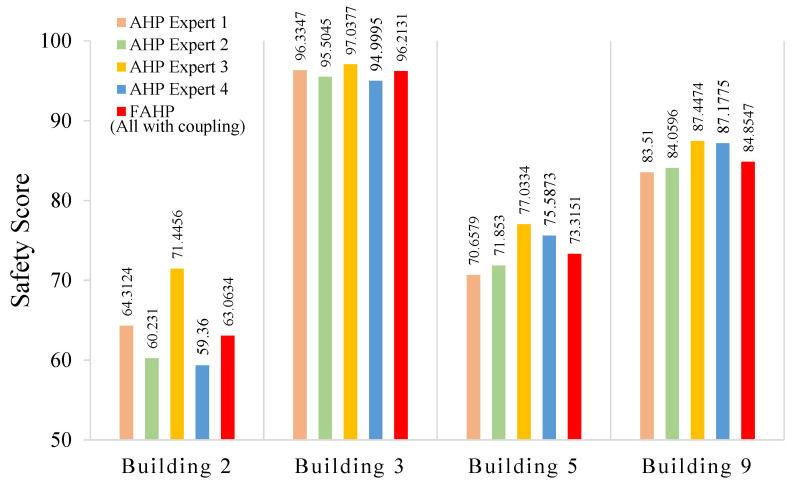 AHP Expert 1
AHP Expert 2
AHP Expert 3
AHP Expert 4
FAHP
(All with coupling)
Safety Score
100
90
80
70
60
50
64.3124
60.231
71.4456
59.36
63.0634
96.3347
95.5045
97.0377
94.9995
96.2131
70.6579
71.853
77.0334
75.5873
73.3151
83.51
84.0596
87.4474
87.1775
84.8547
Building 2
Building 3
Building 5
Building 9